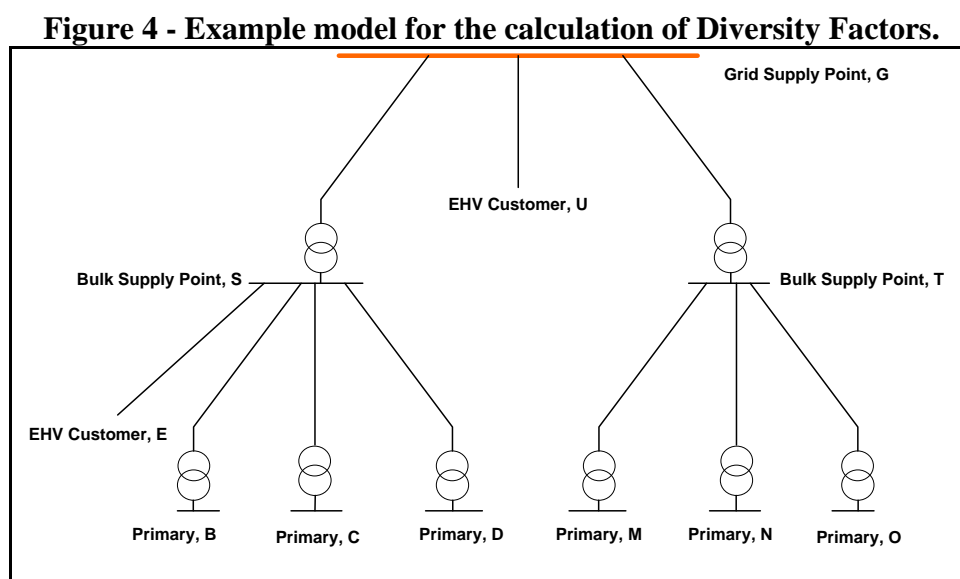 Figure 4 - Example model for the calculation of Diversity Factors.
Grid Supply Point, G
EHV Customer, U
Bulk Supply Point, S
Bulk Supply Point, T
EHV Customer, E
Primary, B
Primary, C
Primary, D
Primary, M
Primary, N
Primary, O